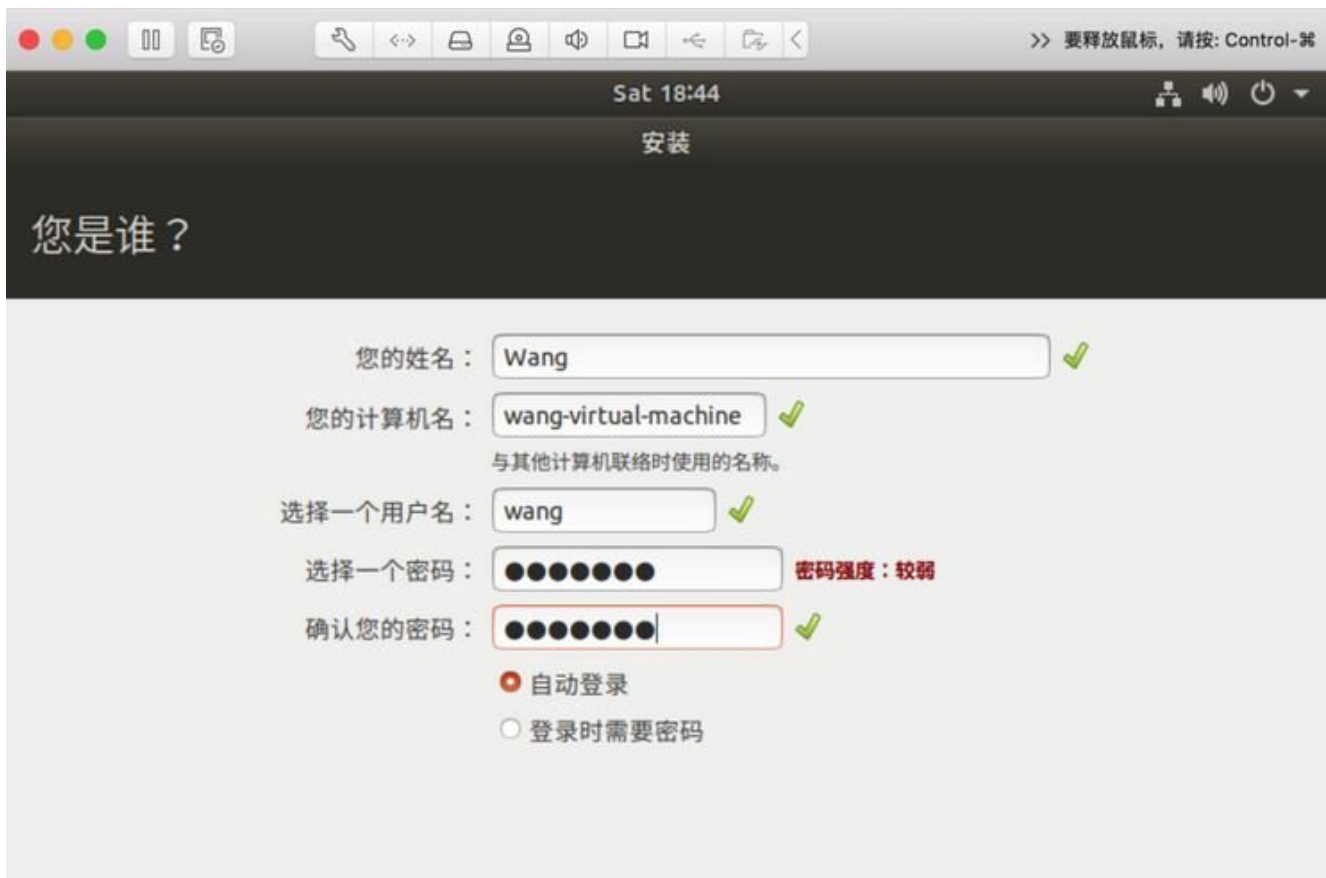 >> 要释放鼠标，请按: Control-⌘
Sat 18:44
安装
您是谁？
您的姓名： Wang
您的计算机名： wang-virtual-machine
与其他计算机联络时使用的名称。
选择一个用户名： wang
选择一个密码： ●●●●●●● 密码强度：较弱
确认您的密码： ●●●●●●●
自动登录
登录时需要密码